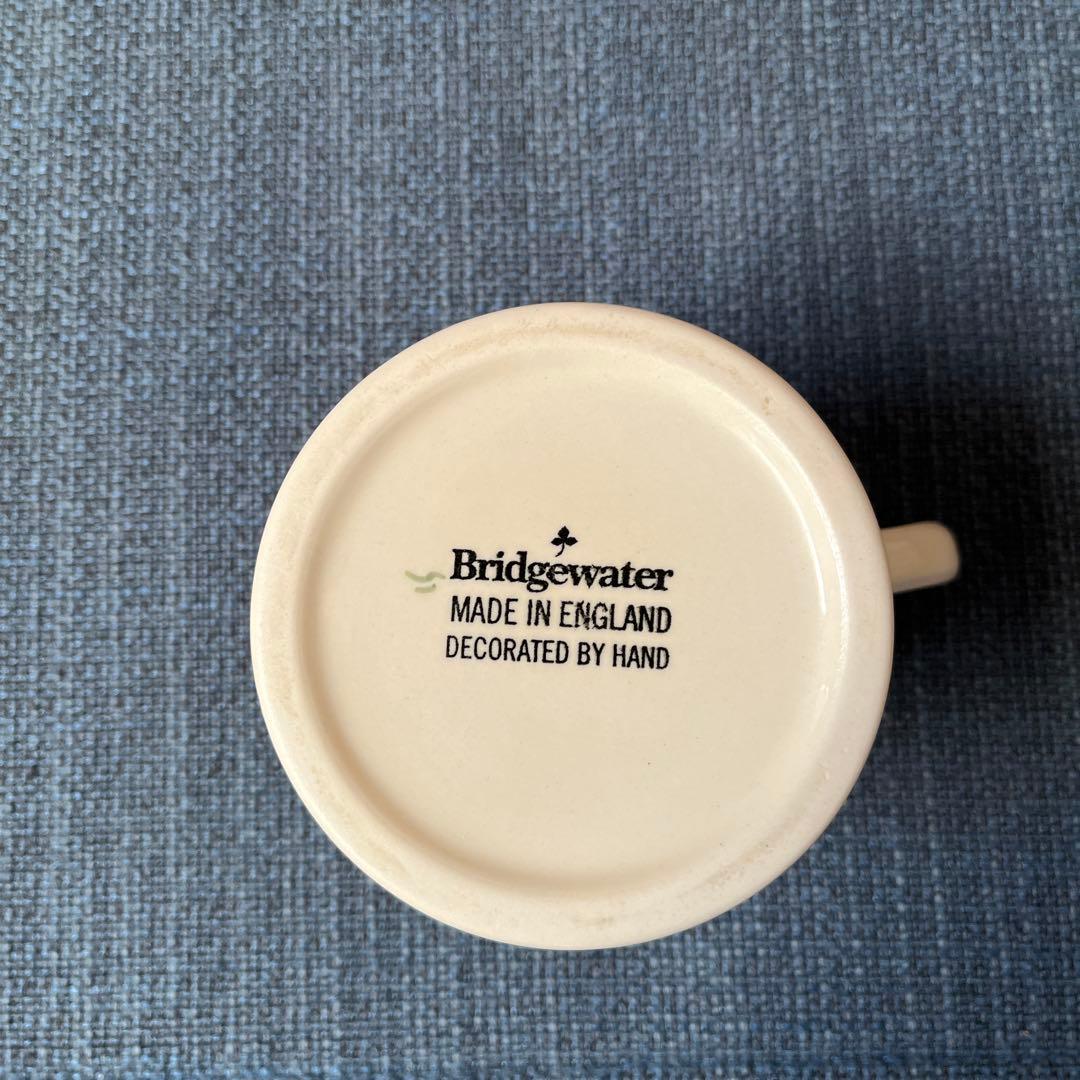 Bridgewater
MADE IN ENGLAND
DECORATED BY HAND